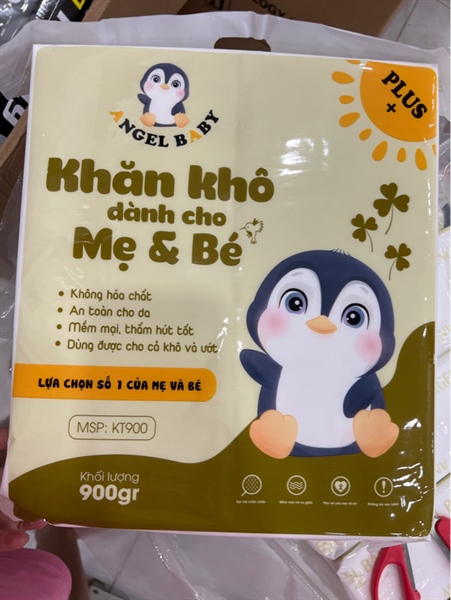 ANGEL BABY
PLUS
+
Khăn khô
dành cho
Mẹ & Bé
• Không hóa chất
• An toàn cho da
• Mềm mại, thấm hút tốt
• Dùng được cho cả khô và ướt
LỰA CHỌN SỐ 1 CỦA MẸ VÀ BÉ
MSP: KT900
Khối lượng
900gr